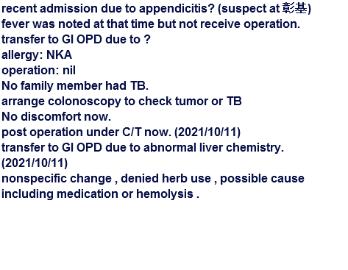 recent admission due to appendicitis? (suspect at 彰基)
fever was noted at that time but not receive operation.
transfer to GI OPD due to ?
allergy: NKA
operation: nil
No family member had TB.
arrange colonoscopy to check tumor or TB
No discomfort now.
post operation under C/T now. (2021/10/11)
transfer to GI OPD due to abnormal liver chemistry.
(2021/10/11)
nonspecific change , denied herb use , possible cause
including medication or hemolysis .